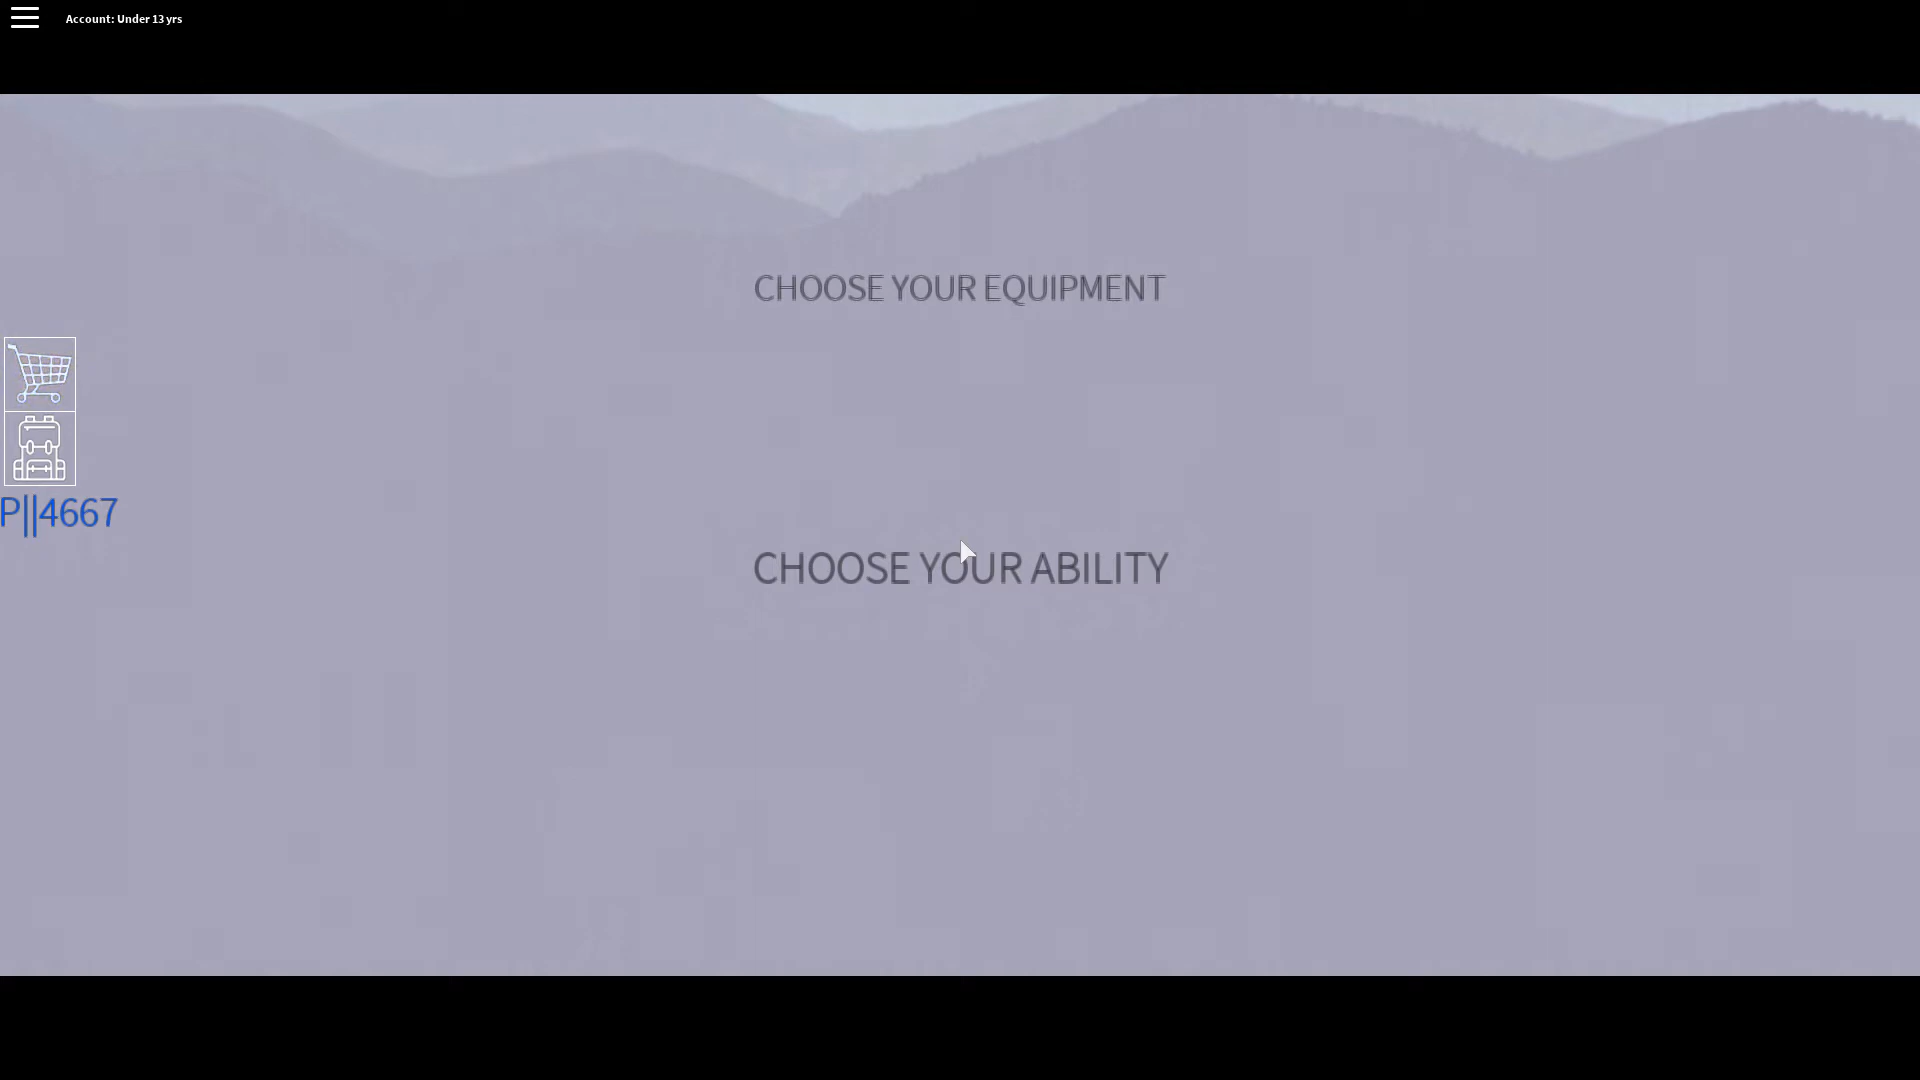 Account: Under 13 yrs
CHOOSE YOUR EQUIPMENT
P||4667
CHOOSE YOUR ABILITY